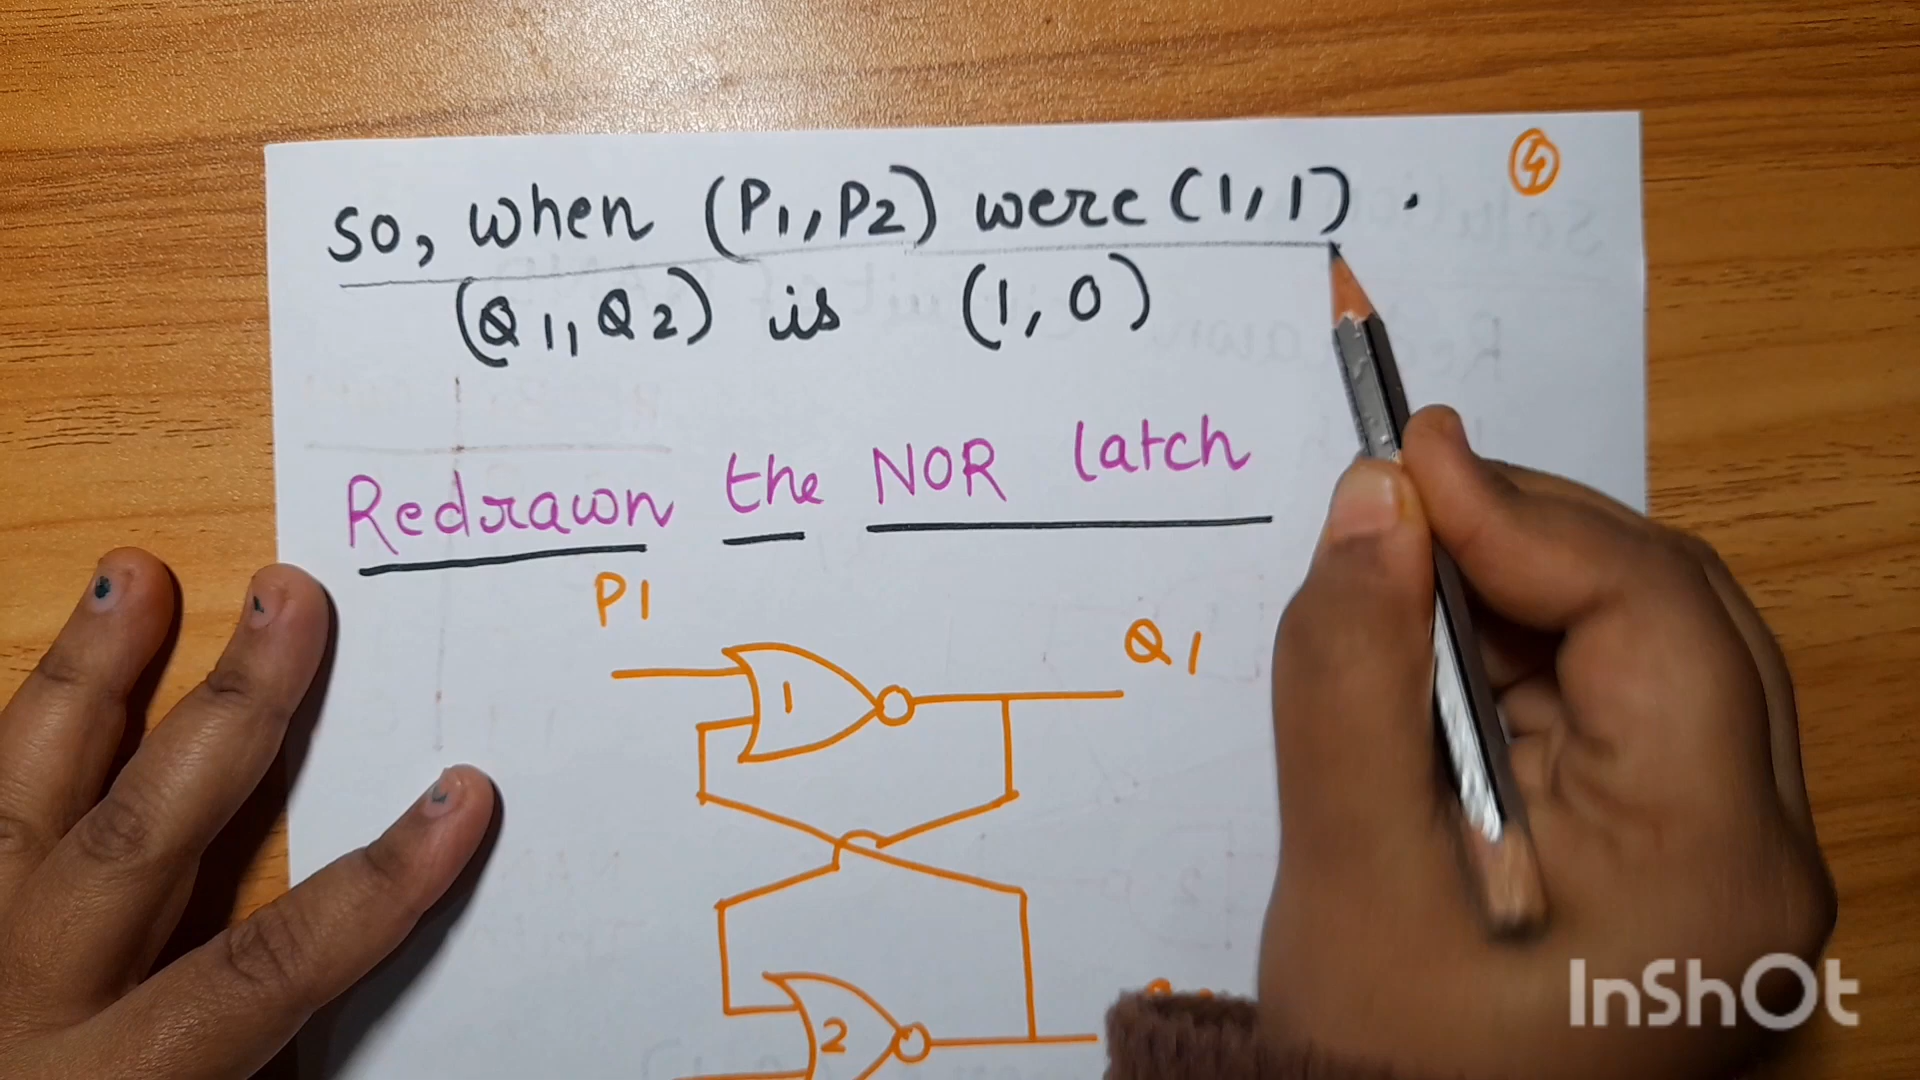 4
So, when (P1, P2) were (1,1) .
(Q1, Q2) is (1,0)
Redrawn the NOR latch
P1
Q1
1
2
InShOt